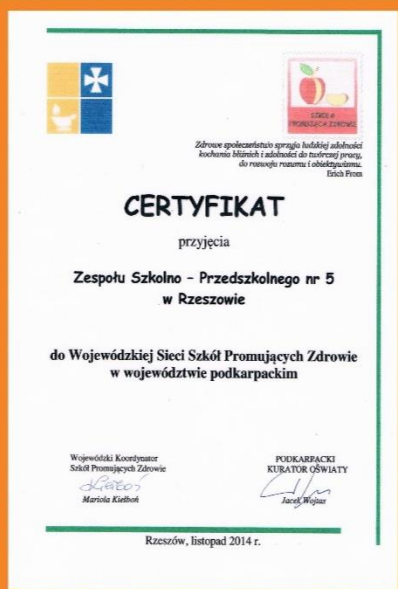 SZKOŁA
PROMUJĄCA ZDROWIE
Zdrowe społeczeństwo sprzyja ludzkiej zdolności
kochania bliźnich i zdolności do twórczej pracy,
do rozwoju rozumu i obiektywizmu.
Erich From
CERTYFIKAT
przyjęcia
Zespołu Szkolno - Przedszkolnego nr 5
w Rzeszowie
do Wojewódzkiej Sieci Szkół Promujących Zdrowie
w województwie podkarpackim
Wojewódzki Koordynator
Szkół Promujących Zdrowie
Mariola Kiełboń
PODKARPACKI
KURATOR OŚWIATY
Jacek Wojtas
Rzeszów, listopad 2014 r.